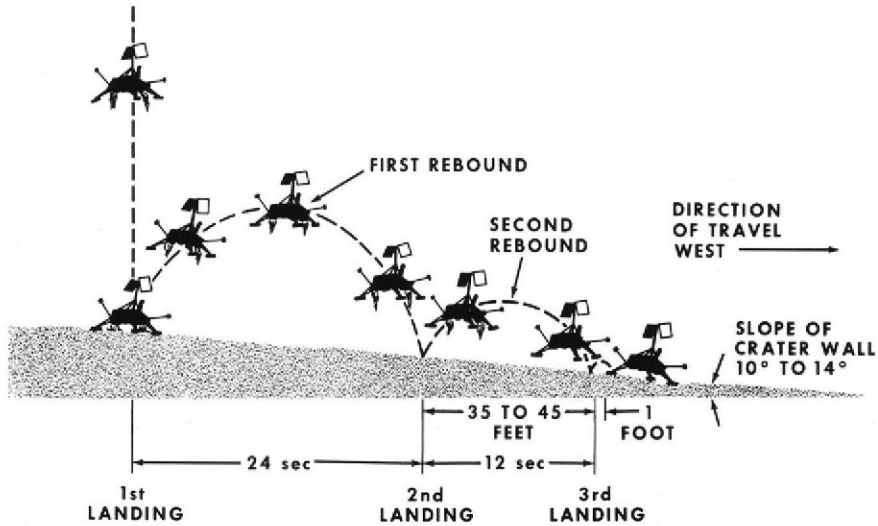 FIRST REBOUND
SECOND
REBOUND
DIRECTION
OF TRAVEL
WEST
SLOPE OF
CRATER WALL
10° TO 14°
35 TO 45
FEET
1
FOOT
24 sec
12 sec
1st
LANDING
2nd
LANDING
3rd
LANDING